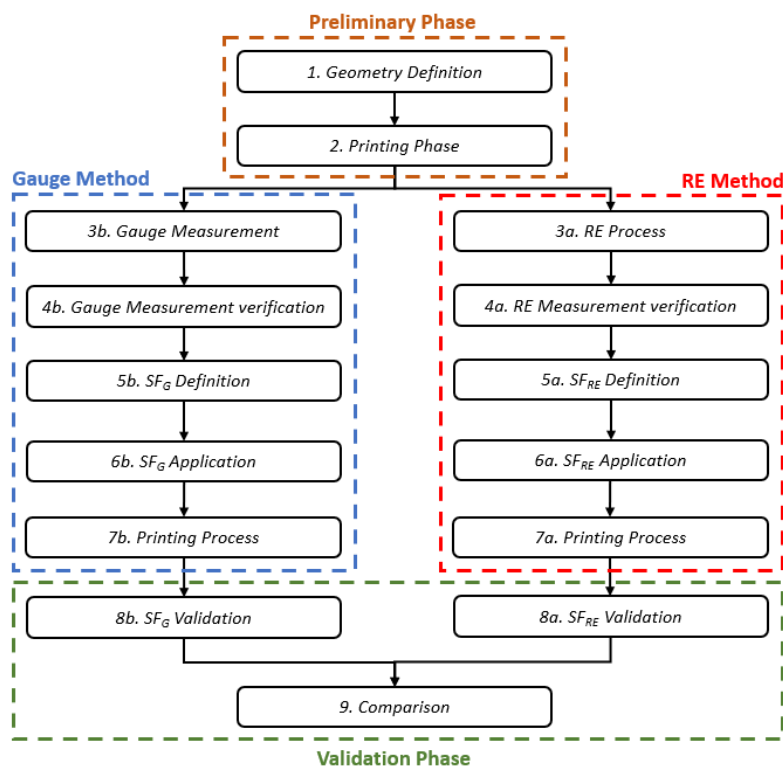 Preliminary Phase
1. Geometry Definition
2. Printing Phase
Gauge Method
RE Method
3b. Gauge Measurement
3a. RE Process
4b. Gauge Measurement verification
4a. RE Measurement verification
5b. SFG Definition
5a. SFRE Definition
6b. SFG Application
6a. SFRE Application
7b. Printing Process
7a. Printing Process
8b. SFG Validation
8a. SFRE Validation
9. Comparison
Validation Phase